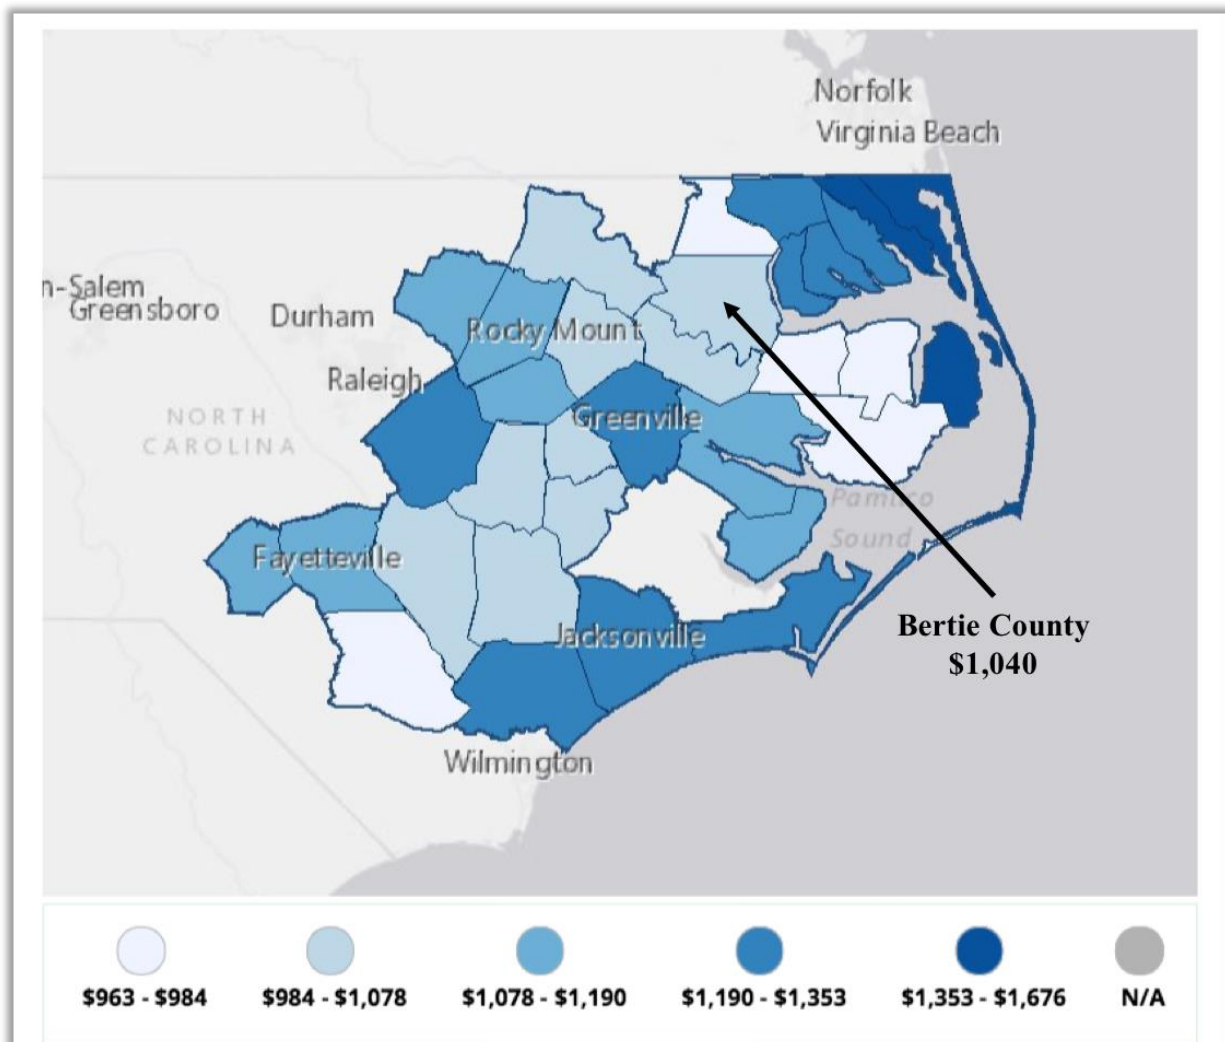 Norfolk
Virginia Beach
n-Salem
Greensboro
Durham
Rocky Mount
Raleigh
NORTH
CAROLINA
Greenville
Pamlico
Sound
Fayetteville
Bertie County
$1,040
Jacksonville
Wilmington
$963 - $984
$984 - $1,078
$1,078 - $1,190
$1,190 - $1,353
$1,353 - $1,676
N/A